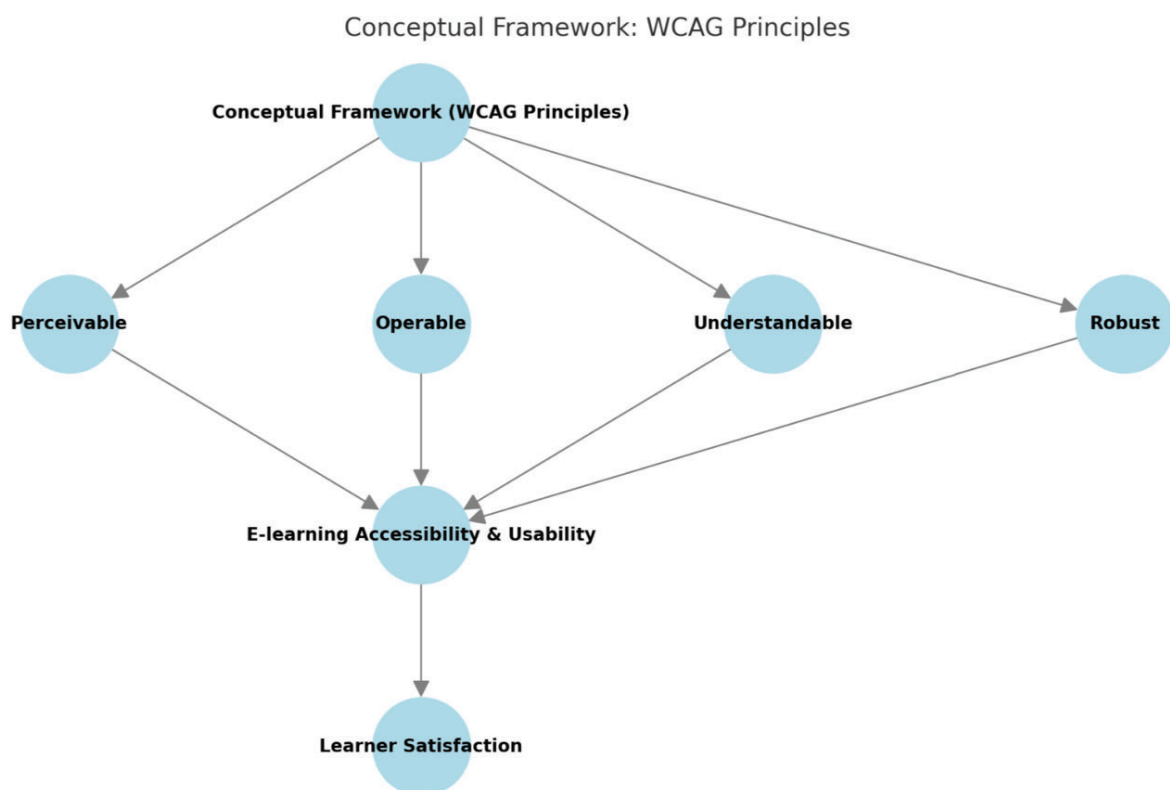 Conceptual Framework: WCAG Principles
Conceptual Framework (WCAG Principles)
Perceivable
Operable
Understandable
Robust
E-learning Accessibility & Usability
Learner Satisfaction